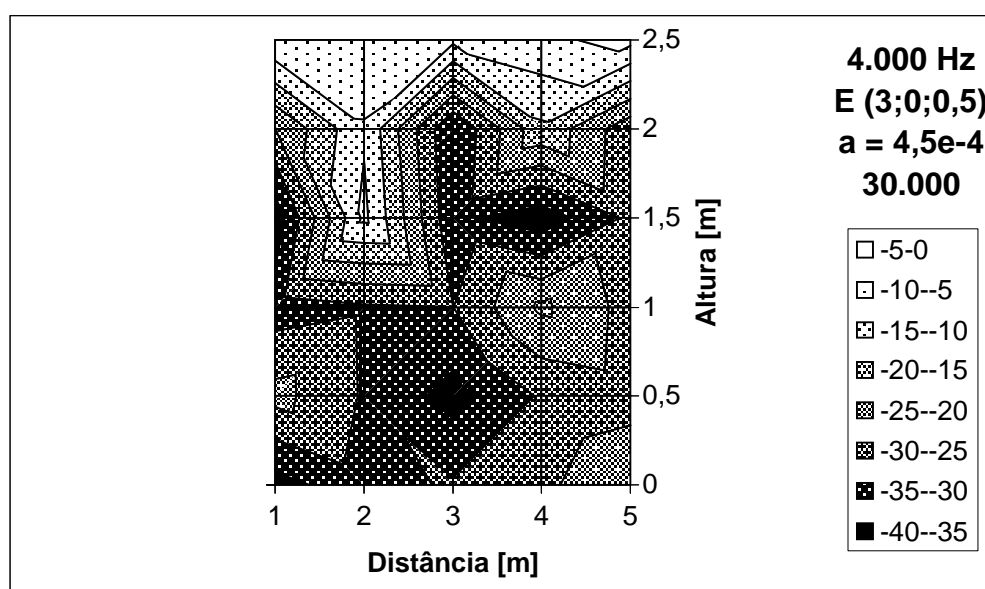 4.000 Hz
E (3;0;0,5)
a = 4,5e-4
30.000
2,5
2
1,5
1
0,5
0
Altura [m]
1 2 3 4 5
Distância [m]
-5-0
-10--5
-15--10
-20--15
-25--20
-30--25
-35--30
-40--35